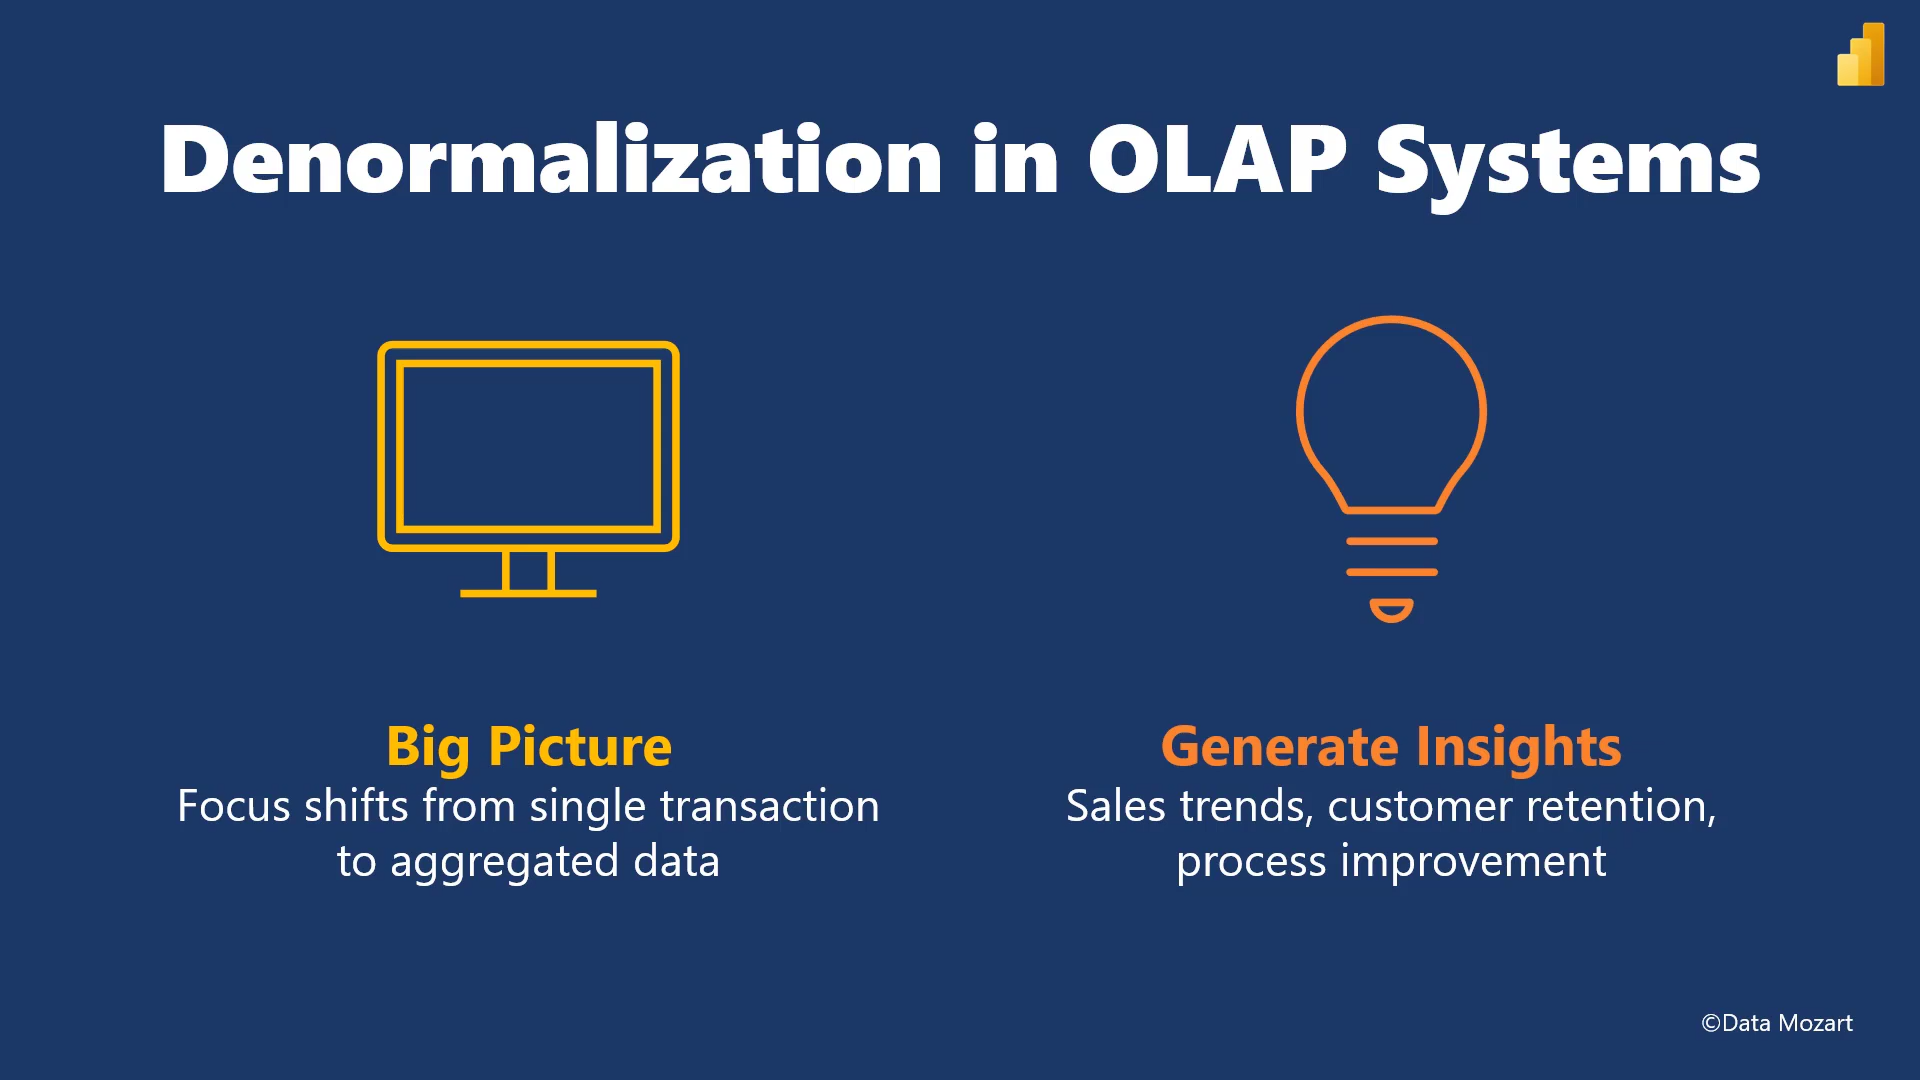 Denormalization in OLAP Systems
Big Picture
Focus shifts from single transaction
to aggregated data
Generate Insights
Sales trends, customer retention,
process improvement
©Data Mozart